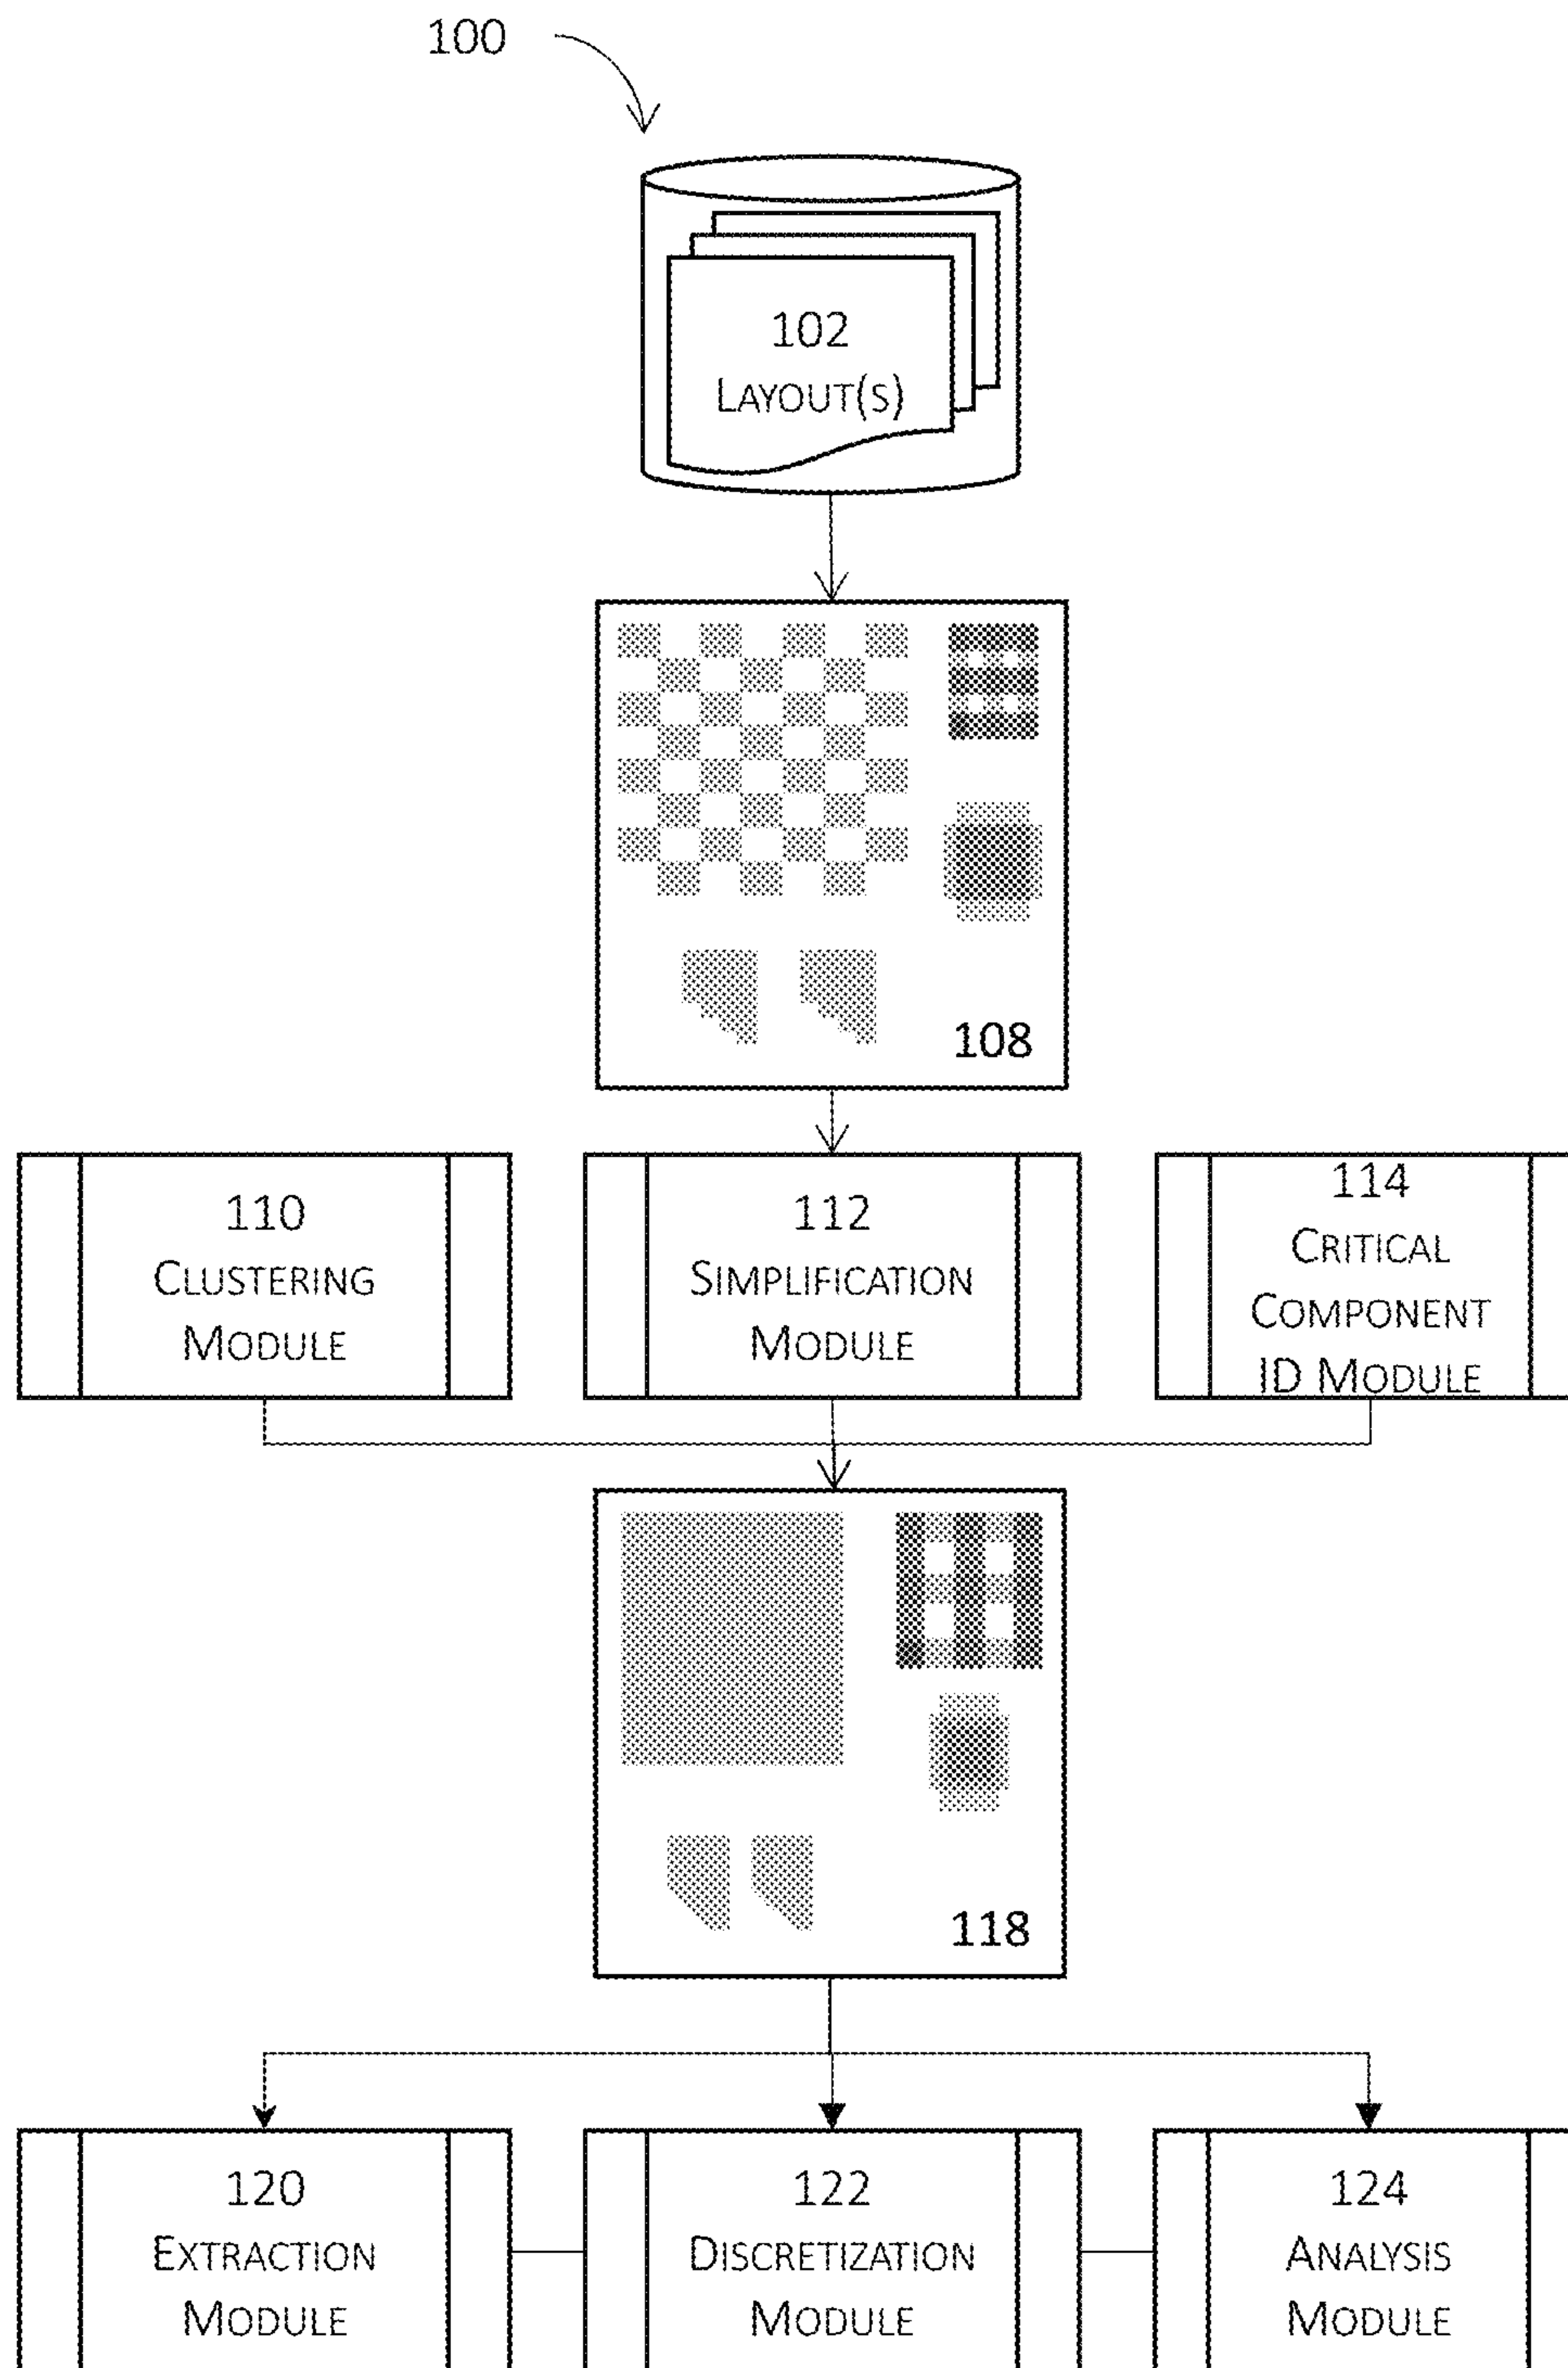 100
102
LAYOUT(S)
108
110
CLUSTERING
MODULE
112
SIMPLIFICATION
MODULE
114
CRITICAL
COMPONENT
ID MODULE
118
120
EXTRACTION
MODULE
122
DISCRETIZATION
MODULE
124
ANALYSIS
MODULE